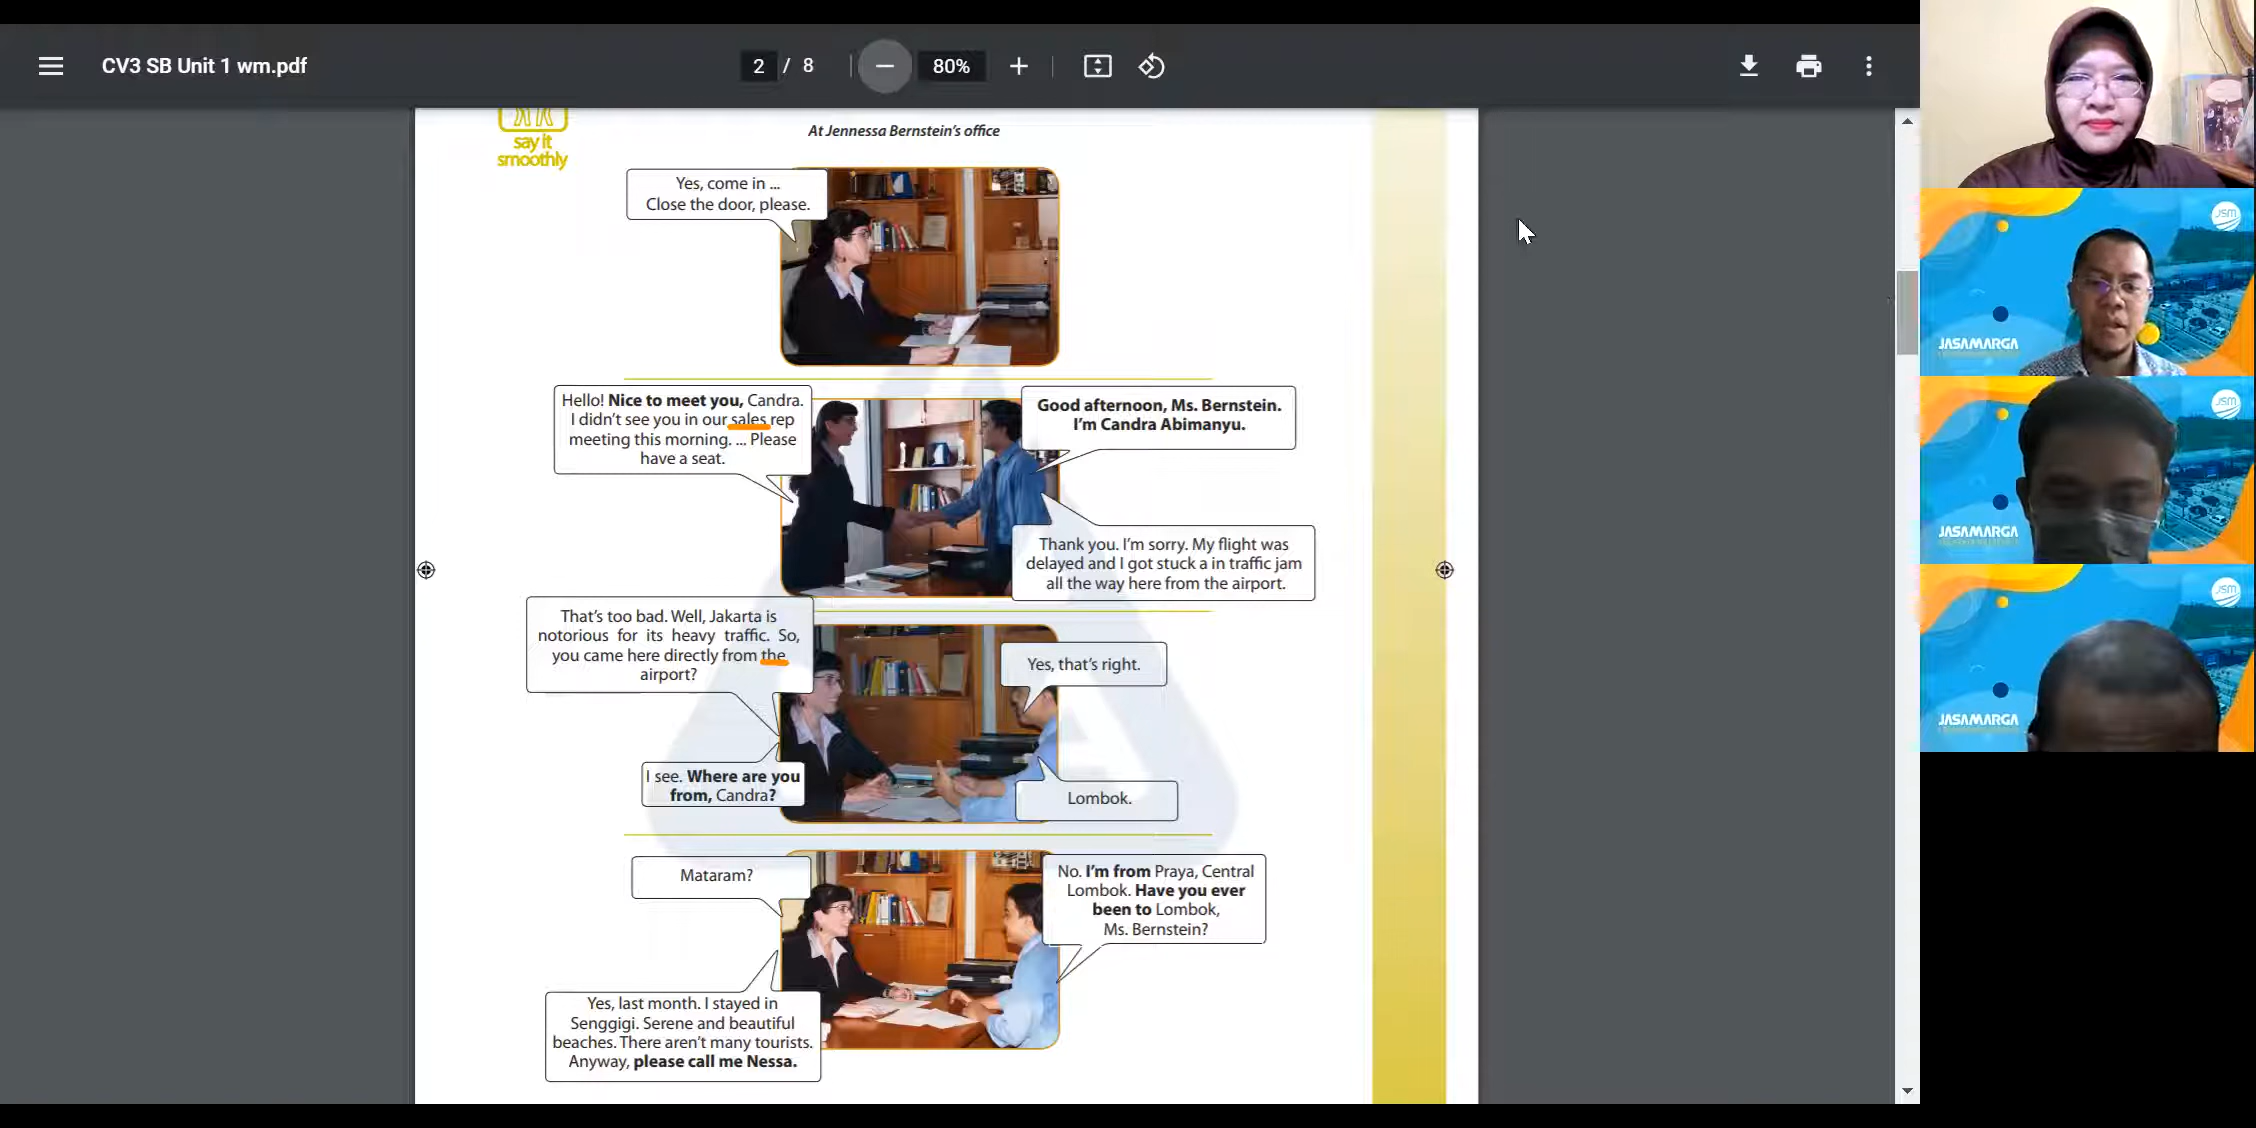 CV3 SB Unit 1 wm.pdf
2 / 8
80%
say it
smoothly
At Jennessa Bernstein's office
Yes, come in ...
Close the door, please.
Hello! Nice to meet you, Candra.
I didn't see you in our sales rep
meeting this morning. ... Please
have a seat.
Good afternoon, Ms. Bernstein.
I'm Candra Abimanyu.
Thank you. I'm sorry. My flight was
delayed and I got stuck a in traffic jam
all the way here from the airport.
That's too bad. Well, Jakarta is
notorious for its heavy traffic. So,
you came here directly from the
airport?
Yes, that's right.
I see. Where are you
from, Candra?
Lombok.
Mataram?
No. I'm from Praya, Central
Lombok. Have you ever
been to Lombok,
Ms. Bernstein?
Yes, last month. I stayed in
Senggigi. Serene and beautiful
beaches. There aren't many tourists.
Anyway, please call me Nessa.
JSM
JASAMARGA
JSM
JASAMARGA
JSM
JASAMARGA